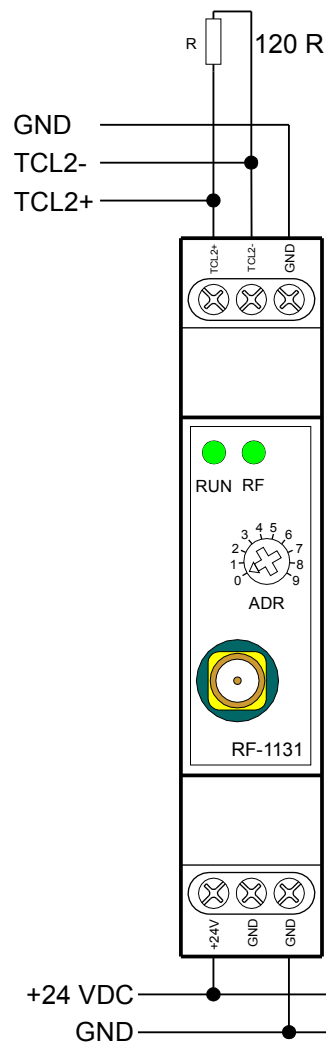 R 120 R
GND
TCL2-
TCL2+
TCL2+ TCL2- GND
RUN RF
0 1 2 3 4 5 6 7 8 9
ADR
RF-1131
+24V GND GND
+24 VDC
GND